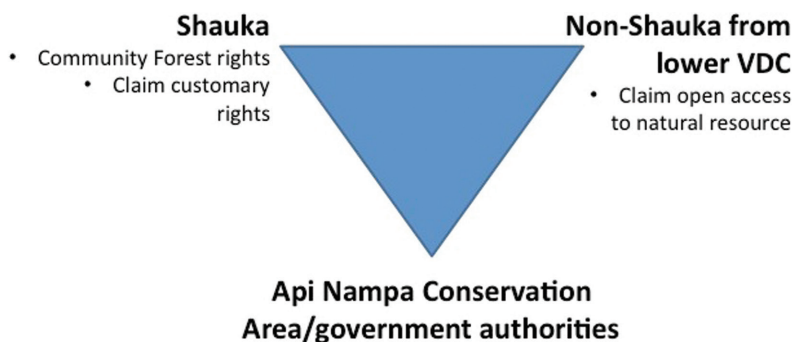 Shauka
• Community Forest rights
• Claim customary
rights
Non-Shauka from
lower VDC
• Claim open access
to natural resource
Api Nampa Conservation
Area/government authorities